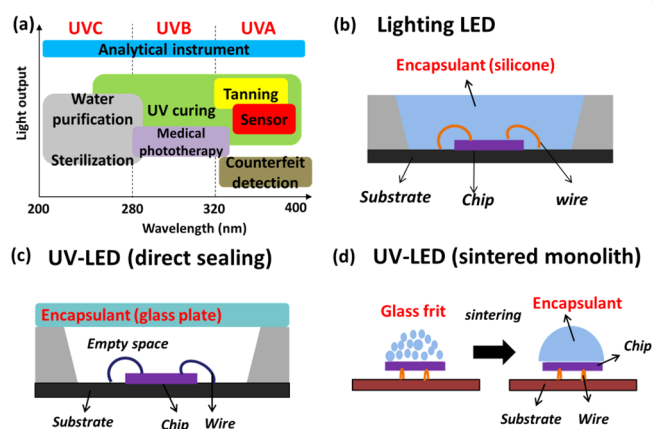 (a)
UVC UVB UVA
Analytical instrument
Light output
Water
purification
UV curing
Tanning
Sensor
Medical
phototherapy
Sterilization
Counterfeit
detection
200 280 320 400
Wavelength (nm)
(b) Lighting LED
Encapsulant (silicone)
Substrate Chip wire
(c) UV-LED (direct sealing)
Encapsulant (glass plate)
Empty space
Substrate Chip Wire
(d) UV-LED (sintered monolith)
Glass frit
sintering
Encapsulant
Chip
Substrate Wire